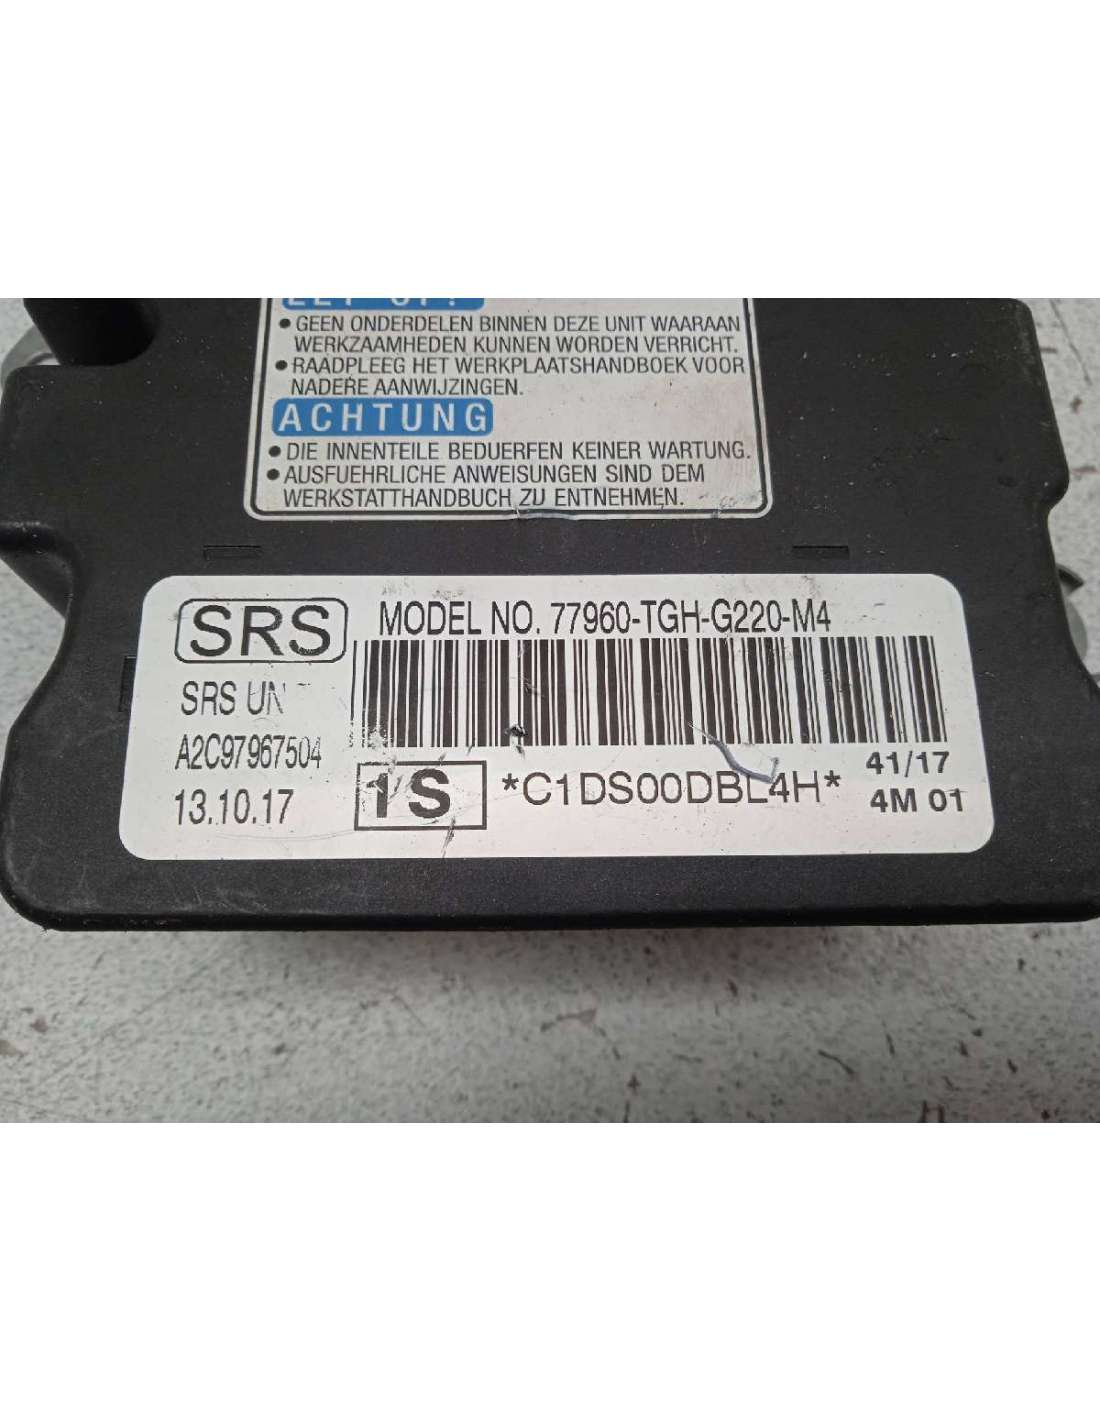 ● GEEN ONDERDELEN BINNEN DEZE UNIT WAARAAN
WERKZAAMHEDEN KUNNEN WORDEN VERRICHT.
● RAADPLEEG HET WERKPLAATSHANDBOEK VOOR
NADERE AANWIJZINGEN.
ACHTUNG
● DIE INNENTEILE BEDUERFEN KEINER WARTUNG.
● AUSFUEHRLICHE ANWEISUNGEN SIND DEM
WERKSTATTHANDBUCH ZU ENTNEHMEN.
SRS
MODEL NO. 77960-TGH-G220-M4
SRS UN
A2C97967504
13.10.17
1S
*C1DS00DBL4H*
41/17
4M 01